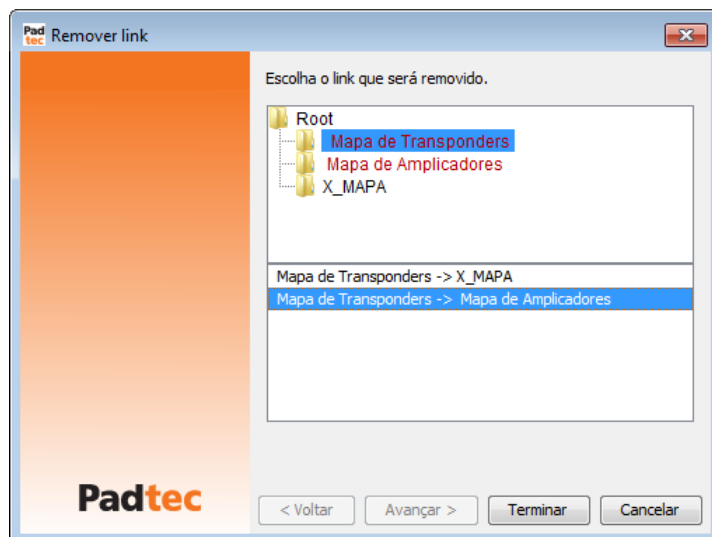 Pad
tec
Remover link
Escolha o link que será removido.
Root
Mapa de Transponders
Mapa de Amplicadores
X_MAPA
Mapa de Transponders -> X_MAPA
Mapa de Transponders -> Mapa de Amplicadores
Padtec
< Voltar
Avançar >
Terminar
Cancelar